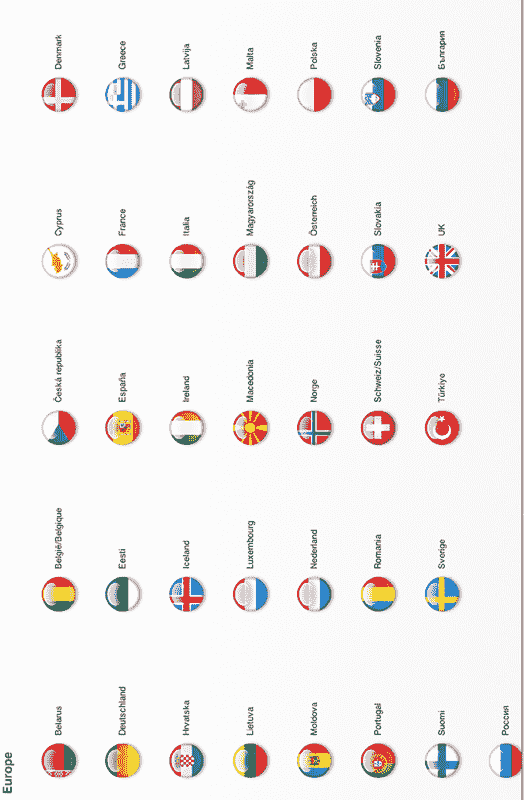 Europe
Belarus België/Belgique Česká republika Cyprus Denmark
Deutschland Eesti España France Greece
Hrvatska Iceland Ireland Italia Latvija
Lietuva Luxembourg Macedonia Magyarország Malta
Moldova Nederland Norge Österreich Polska
Portugal Romania Schweiz/Suisse Slovakia Slovenia
Suomi Sverige Türkiye UK България
Россия